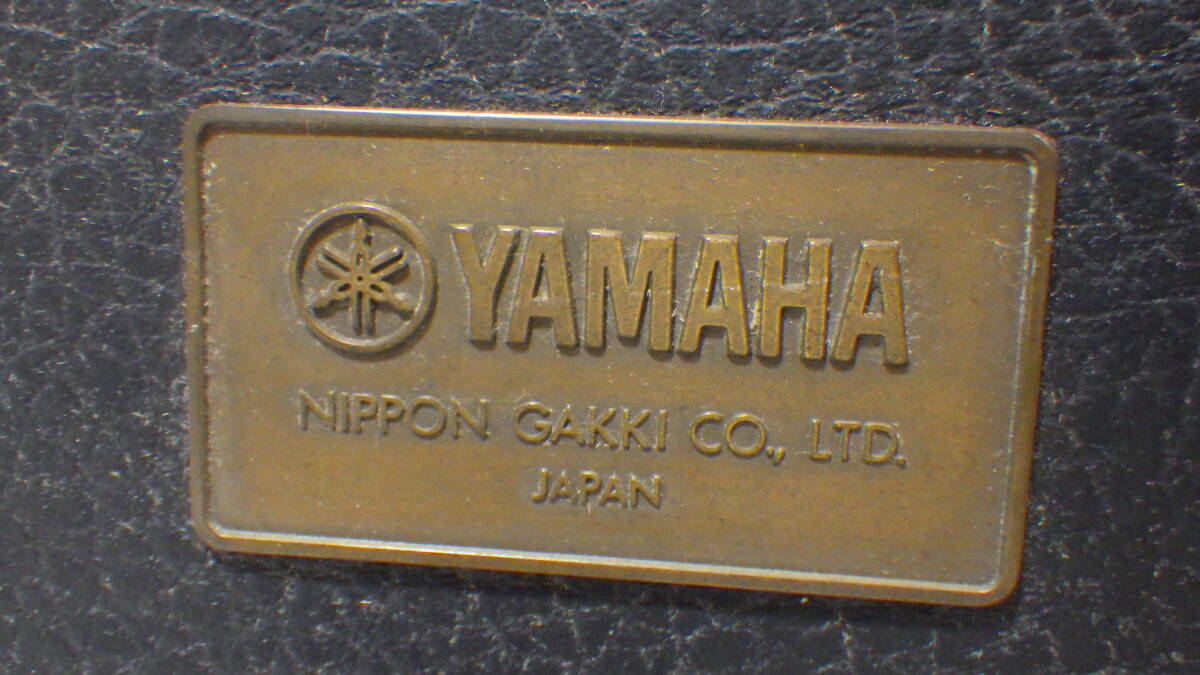 YAMAHA
NIPPON GAKKI CO., LTD.
JAPAN